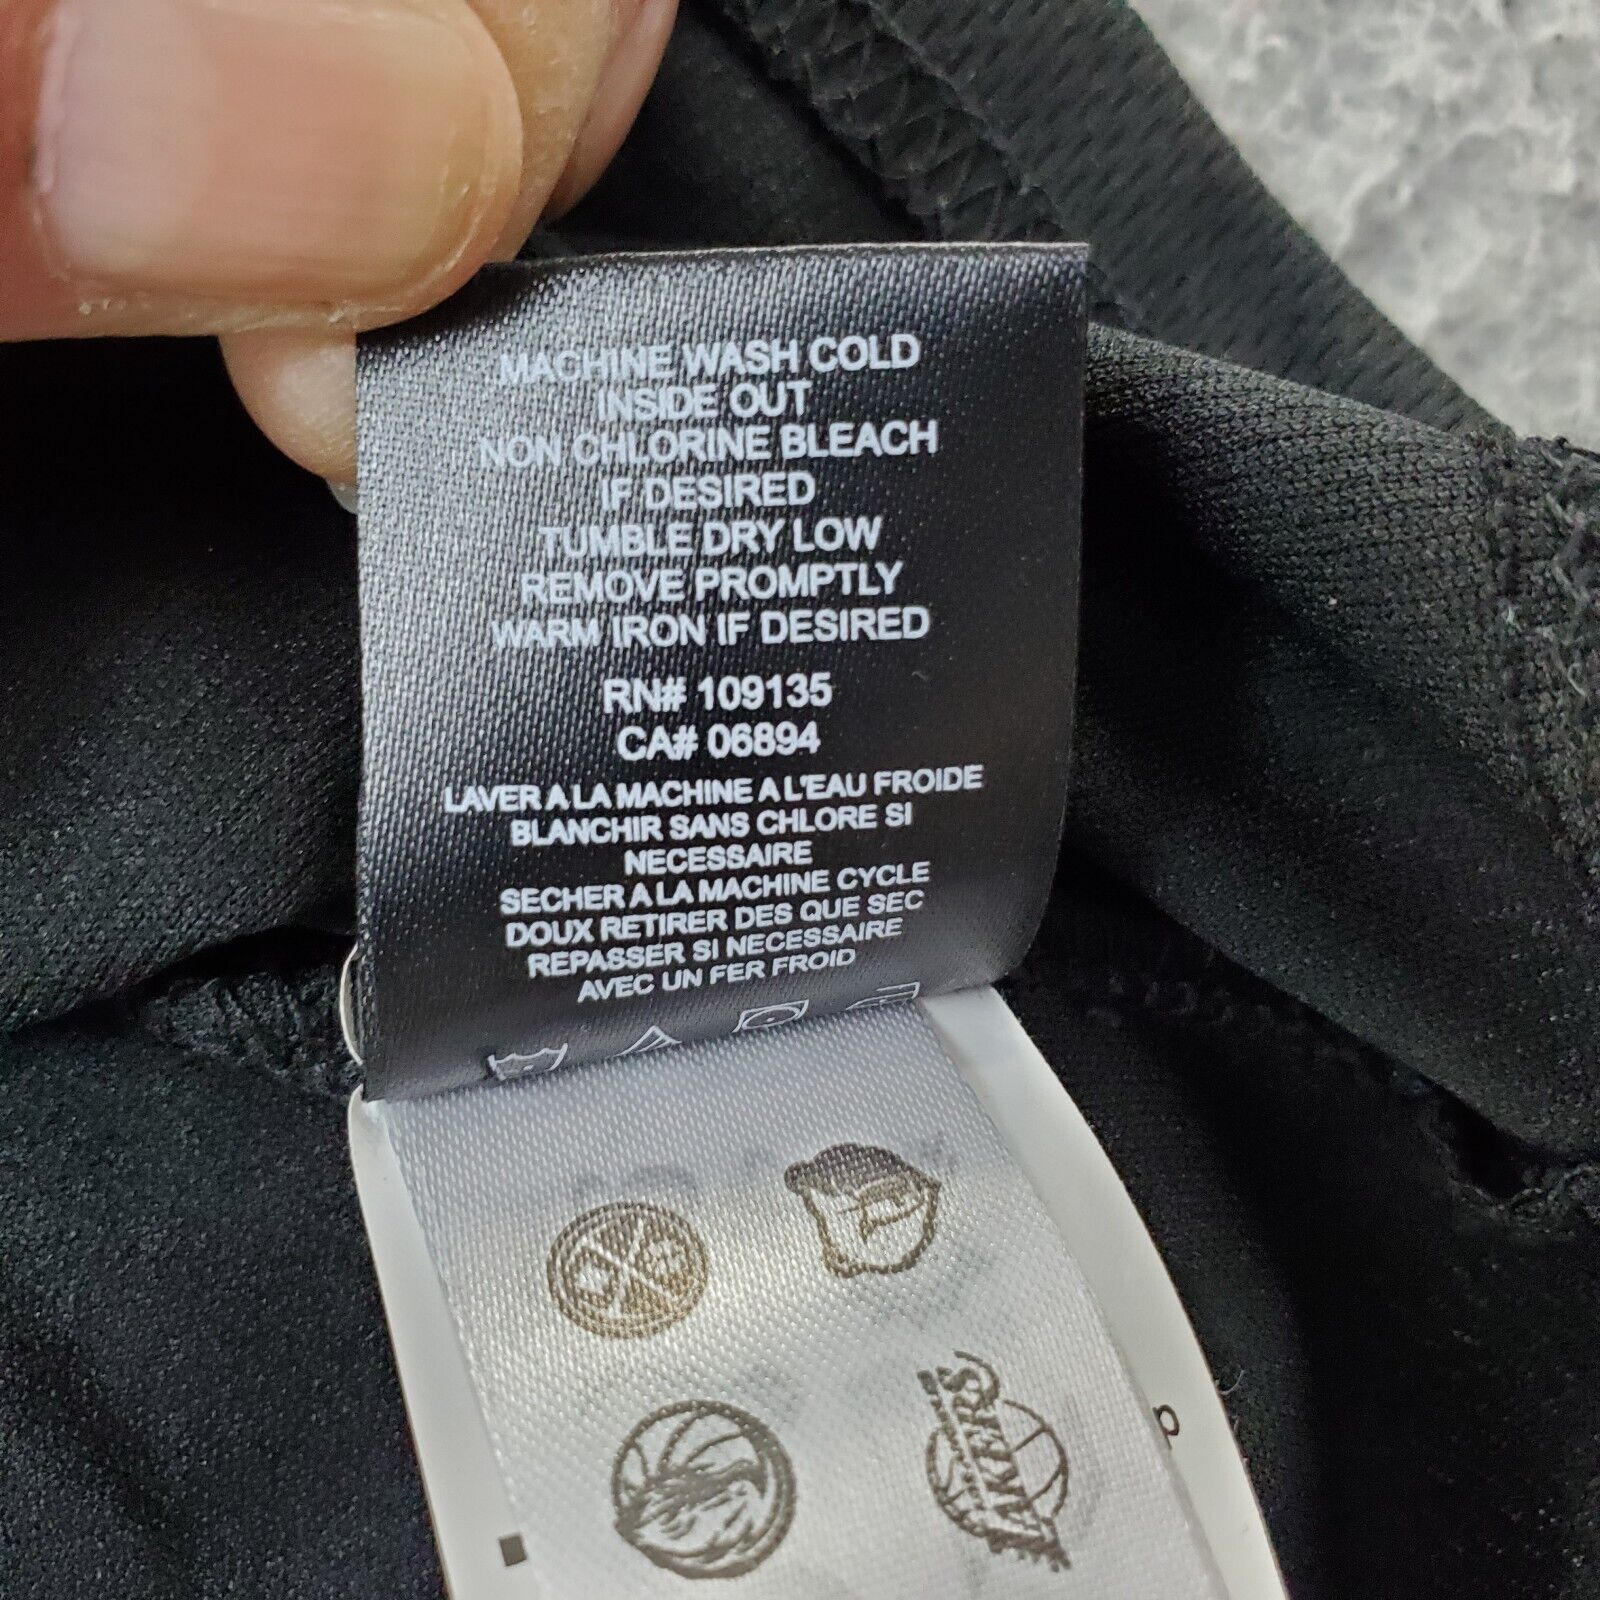 MACHINE WASH COLD
INSIDE OUT
NON CHLORINE BLEACH
IF DESIRED
TUMBLE DRY LOW
REMOVE PROMPTLY
WARM IRON IF DESIRED
RN# 109135
CA# 06894
LAVER A LA MACHINE A L'EAU FROIDE
BLANCHIR SANS CHLORE SI
NECESSAIRE
SECHER A LA MACHINE CYCLE
DOUX RETIRER DES QUE SEC
REPASSER SI NECESSAIRE
AVEC UN FER FROID
LAKERS